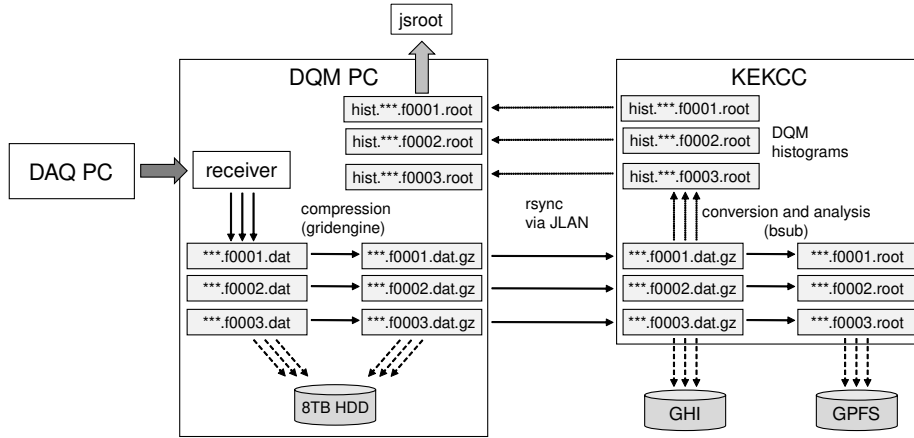 jsroot
DQM PC
KEKCC
hist.***.f0001.root
hist.***.f0001.root
hist.***.f0002.root
hist.***.f0002.root
DQM
histograms
DAQ PC
receiver
hist.***.f0003.root
hist.***.f0003.root
compression
(gridengine)
rsync
via JLAN
conversion and analysis
(bsub)
***.f0001.dat
***.f0001.dat.gz
***.f0001.dat.gz
***.f0001.root
***.f0002.dat
***.f0002.dat.gz
***.f0002.dat.gz
***.f0002.root
***.f0003.dat
***.f0003.dat.gz
***.f0003.dat.gz
***.f0003.root
8TB HDD
GHI
GPFS